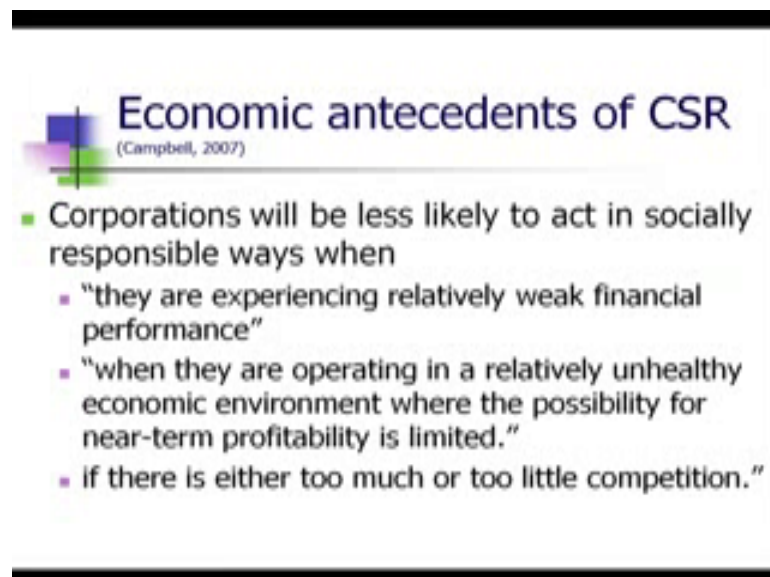 Economic antecedents of CSR
(Campbell, 2007)
Corporations will be less likely to act in socially
responsible ways when
“they are experiencing relatively weak financial
performance”
“when they are operating in a relatively unhealthy
economic environment where the possibility for
near-term profitability is limited.”
if there is either too much or too little competition.”